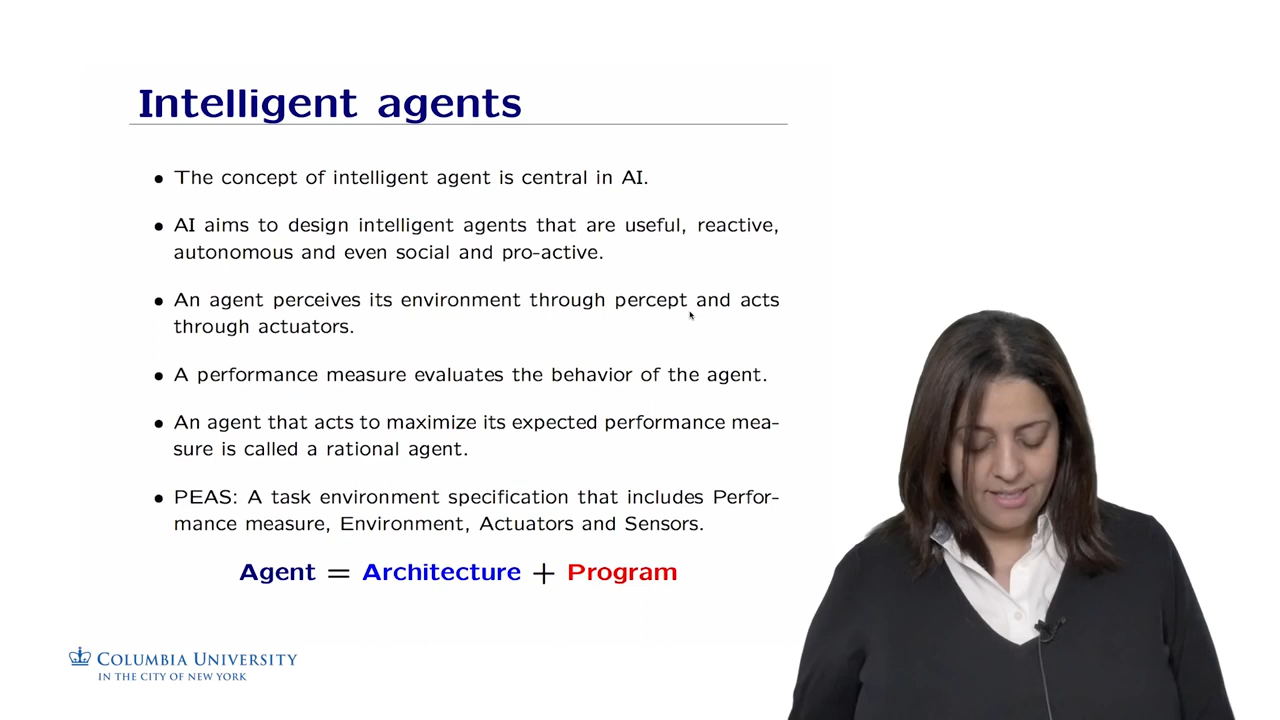 Intelligent agents
• The concept of intelligent agent is central in AI.
• AI aims to design intelligent agents that are useful, reactive,
autonomous and even social and pro-active.
• An agent perceives its environment through percept and acts
through actuators.
• A performance measure evaluates the behavior of the agent.
• An agent that acts to maximize its expected performance mea-
sure is called a rational agent.
• PEAS: A task environment specification that includes Perfor-
mance measure, Environment, Actuators and Sensors.
Agent = Architecture + Program
COLUMBIA UNIVERSITY
IN THE CITY OF NEW YORK